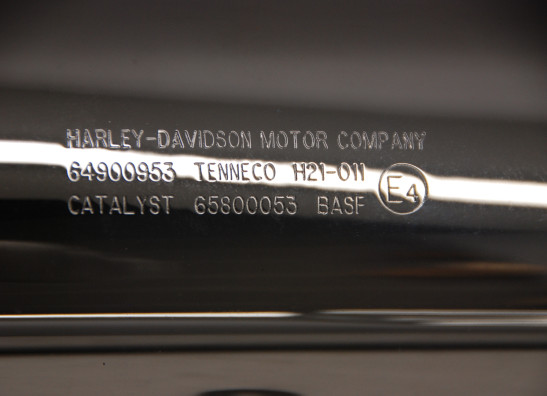 HARLEY-DAVIDSON MOTOR COMPANY
64900953 TENNECO H21-011
CATALYST 65800053 BASF E4